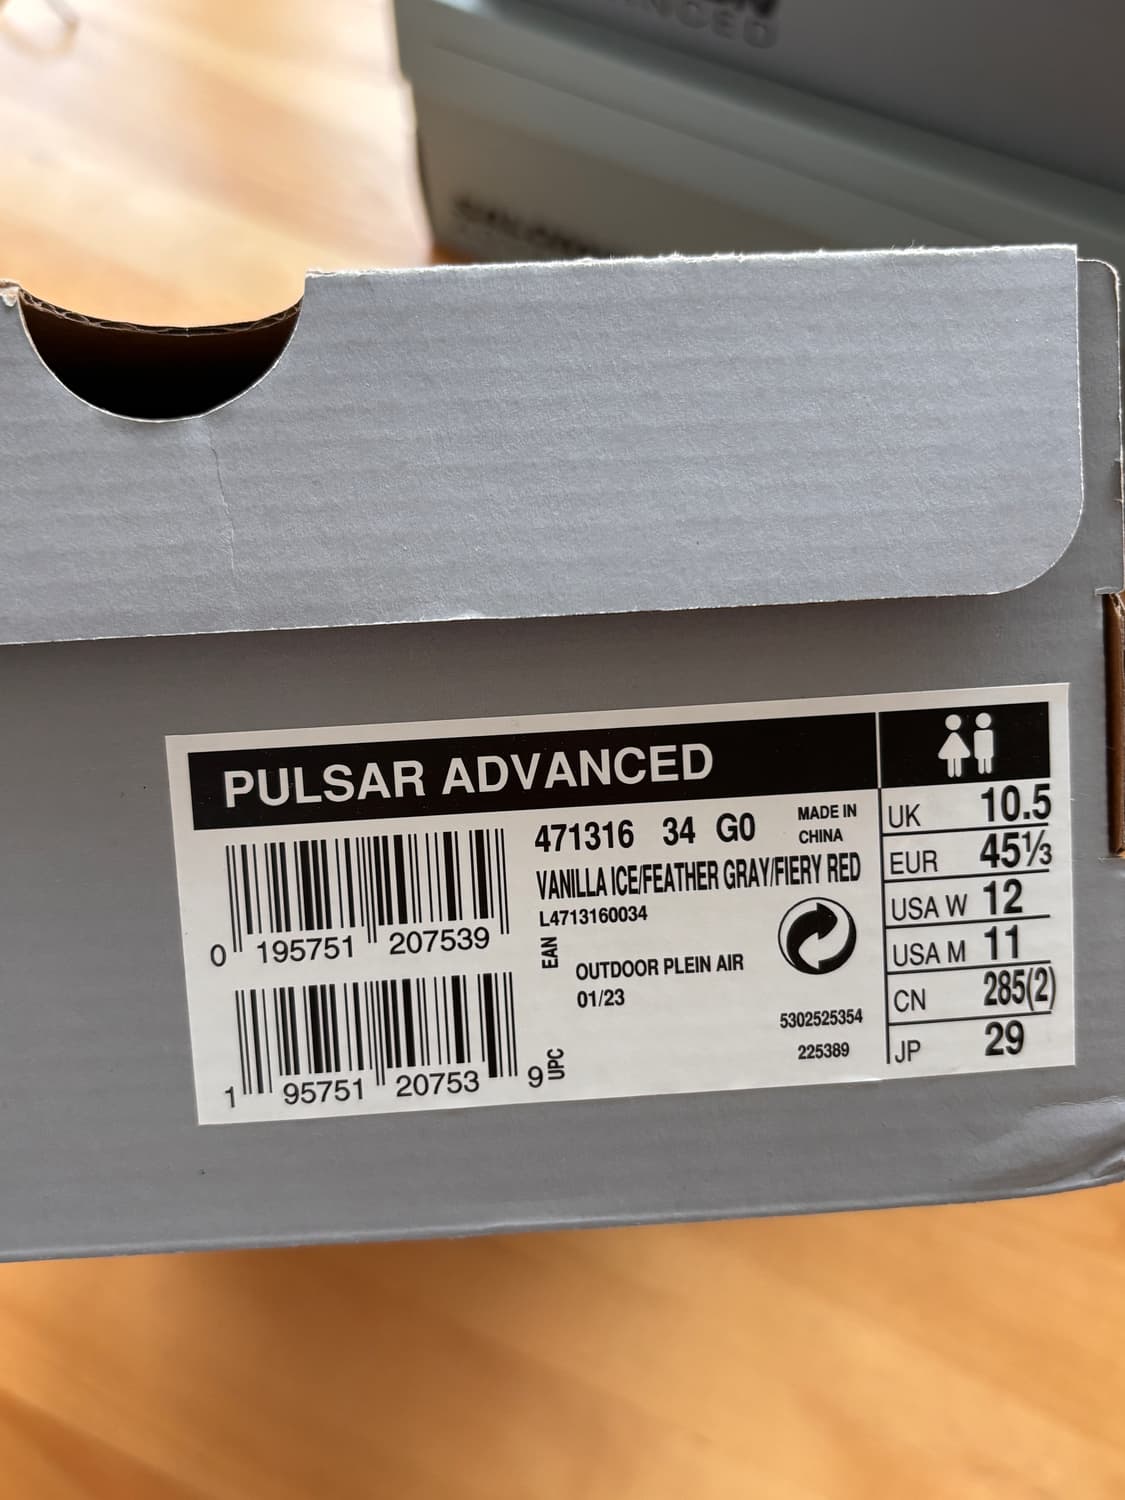 PULSAR ADVANCED
471316 34 G0
MADE IN
CHINA
VANILLA ICE/FEATHER GRAY/FIERY RED
L4713160034
0 195751 207539
EAN
OUTDOOR PLEIN AIR
01/23
5302525354
225389
1 95751 20753 9
UPC
UK 10.5
EUR 45⅓
USA W 12
USA M 11
CN 285(2)
JP 29